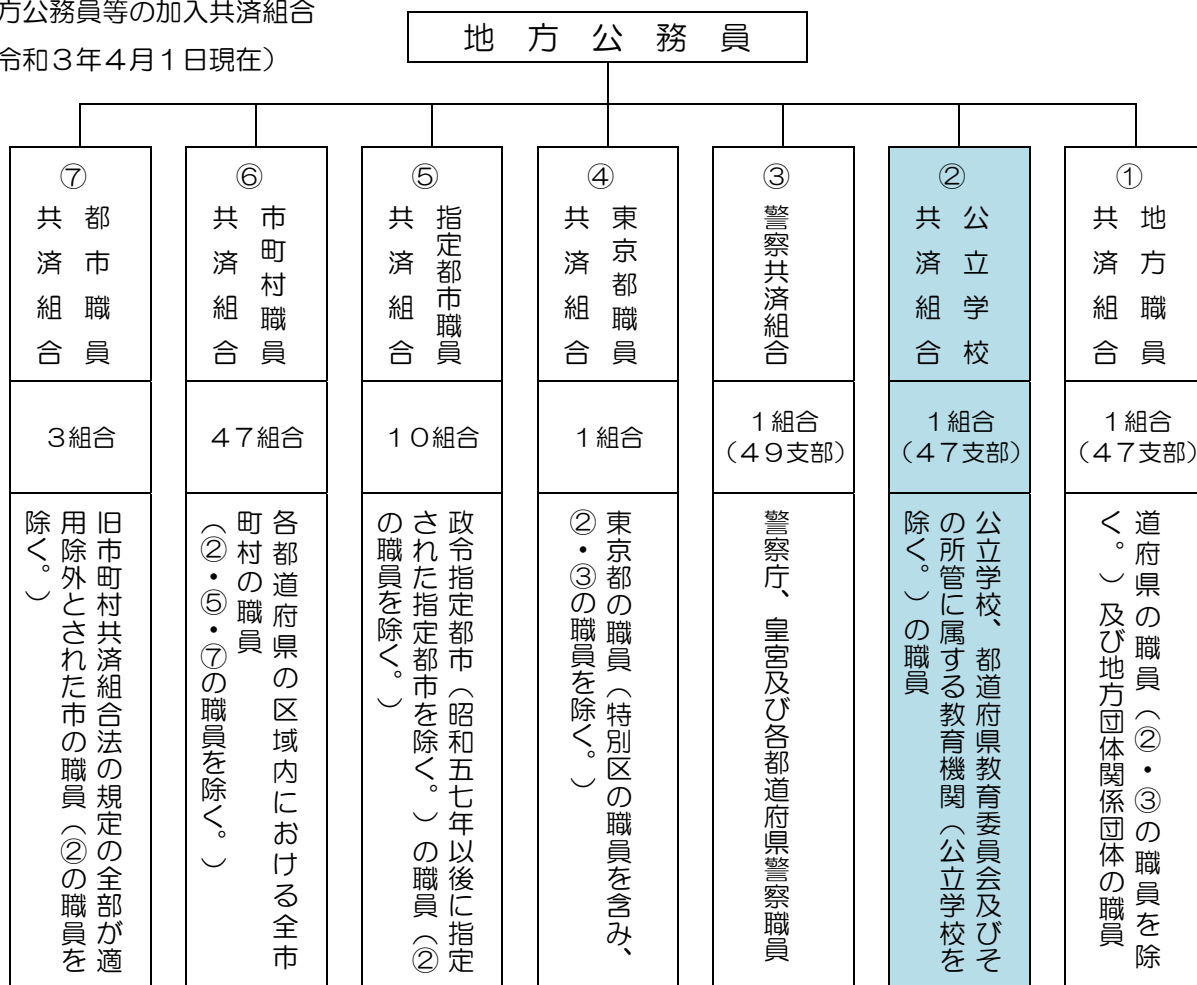 方公務員等の加入共済組合
令和３年４月１日現在）
地方公務員
①
地方職員
共済組合
１組合
（４７支部）
道府県の職員（②・③の職員を除
く。）及び地方団体関係団体の職員
②
公立学校
共済組合
１組合
（４７支部）
公立学校、都道府県教育委員会及びそ
の所管に属する教育機関（公立学校を
除く。）の職員
③
警察共済組合
１組合
（４９支部）
警察庁、皇宮及び各都道府県警察職員
④
東京都職員
共済組合
１組合
東京都の職員（特別区の職員を含み、
②・③の職員を除く。）
⑤
指定都市職員
共済組合
１０組合
政令指定都市（昭和五七年以後に指定
された指定都市を除く。）の職員（②
の職員を除く。）
⑥
市町村職員
共済組合
４７組合
各都道府県の区域内における全市
町村の職員
（②・⑤・⑦の職員を除く。）
⑦
都市職員
共済組合
３組合
旧市町村共済組合法の規定の全部が適
用除外とされた市の職員（②の職員を
除く。）